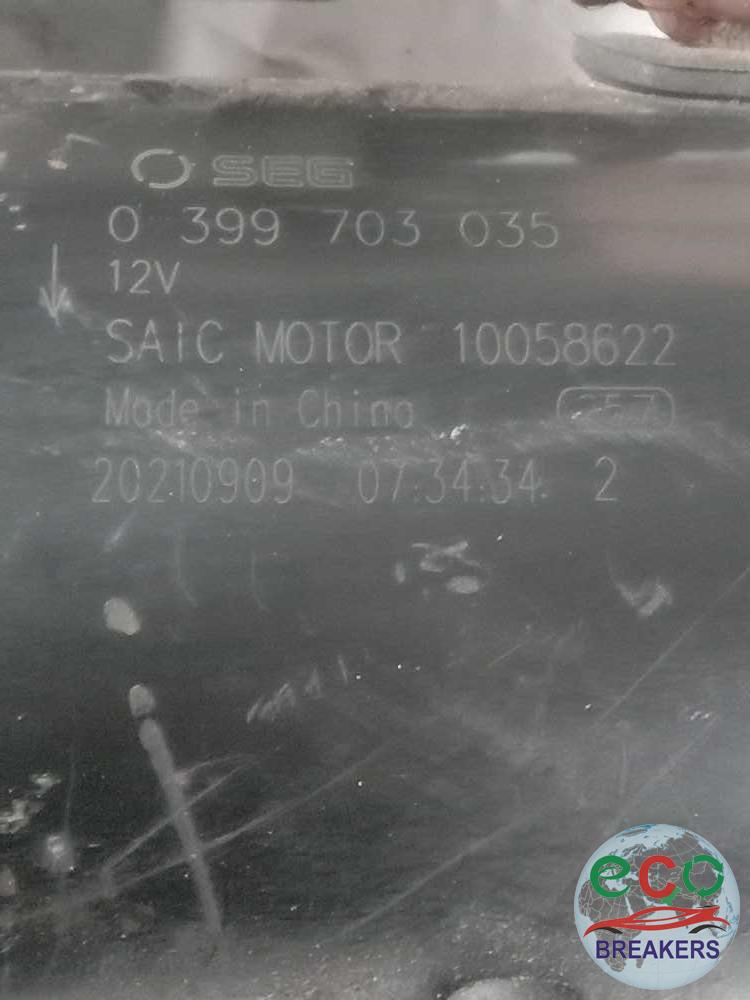 SEG
0 399 703 035
12V
SAIC MOTOR 10058622
Made in China
20210909 07:34:34 2
eco
BREAKERS